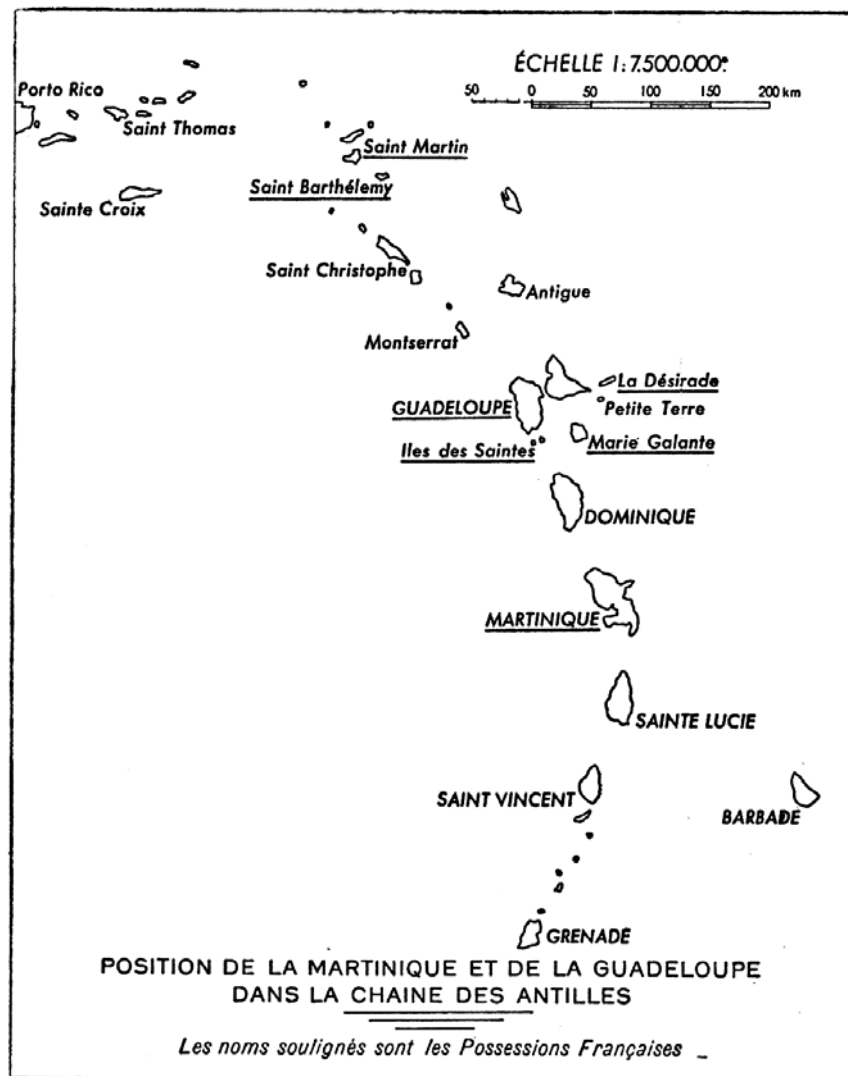 ÉCHELLE 1:7.500.000e
50 0 50 100 150 200 km
Porto Rico
Saint Thomas
Saint Martin
Saint Barthélemy
Sainte Croix
Saint Christophe
Antigue
Montserrat
La Désirade
GUADELOUPE
Petite Terre
Iles des Saintes
Marie Galante
DOMINIQUE
MARTINIQUE
SAINTE LUCIE
SAINT VINCENT
BARBADE
GRENADE
POSITION DE LA MARTINIQUE ET DE LA GUADELOUPE
DANS LA CHAINE DES ANTILLES
Les noms soulignés sont les Possessions Françaises _